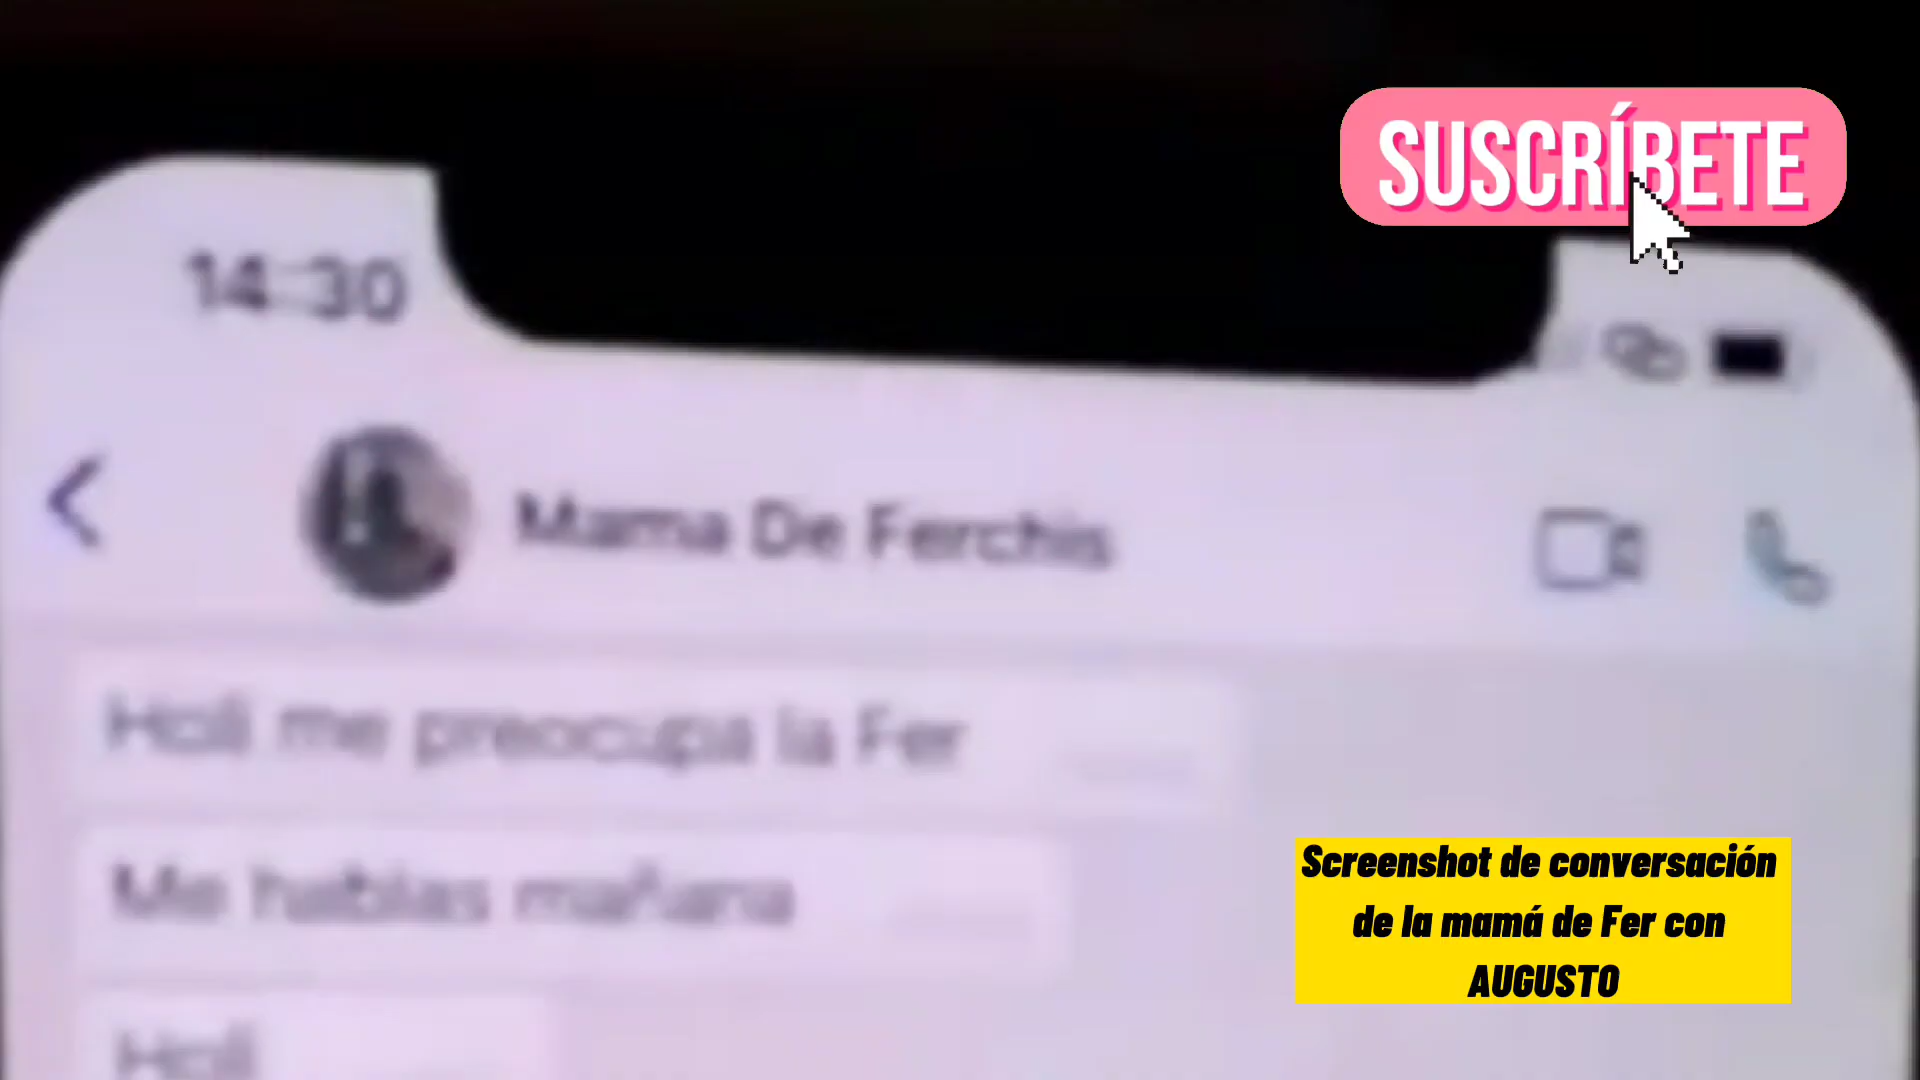 SUSCRÍBETE
14:30
Mama De Ferchis
Holi me preocupa la Fer
Me hablas mañana
Holi
Screenshot de conversación
de la mamá de Fer con
AUGUSTO